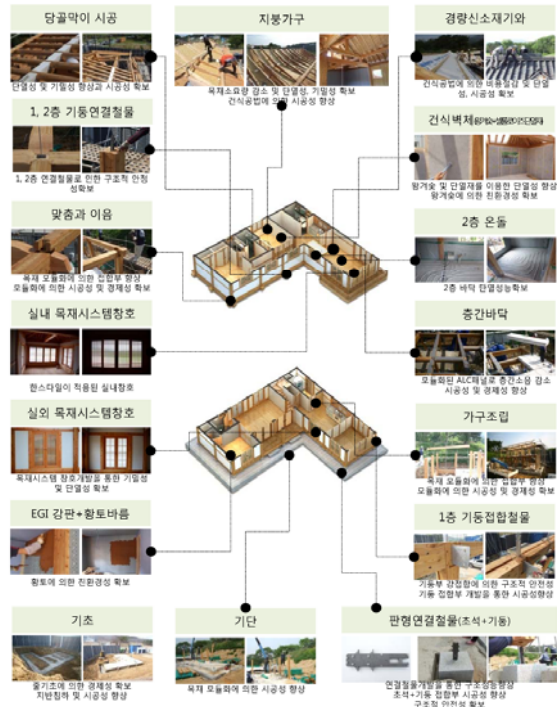 당골막이 시공
단열성 및 기밀성 향상과 시공성 확보
지붕가구
목재소요량 감소 및 단열성, 기밀성 확보
건식공법에 의한 시공성 향상
경량신소재기와
건식공법에 의한 비용절감 및 단열
성, 시공성 확보
1, 2층 기둥연결철물
1, 2층 연결철물로 인한 구조적 안정
성확보
건식벽체
왕겨숯 및 단열재를 이용한 단열성 향상
왕겨숯에 의한 친환경성 확보
맞춤과 이음
목재 모듈화에 의한 접합부 향상
모듈화에 의한 시공성 및 경제성 확보
2층 온돌
2층 바닥 단열성능확보
실내 목재시스템창호
한스타일이 적용된 실내창호
층간바닥
모듈화된 ALC패널로 층간소음 감소
시공성 및 경제성 향상
실외 목재시스템창호
목재시스템 창호개발을 통한 기밀성
및 단열성 확보
가구조립
목재 모듈화에 의한 접합부 향상
모듈화에 의한 시공성 및 경제성 확보
EGI 강판+황토바름
황토에 의한 친환경성 확보
1층 기둥접합철물
기둥부 강접합에 의한 구조적 안전성
기둥 접합부 개발을 통한 시공성향상
기초
줄기초에 의한 경제성 확보
지반침하 및 시공성 향상
기단
목재 모듈화에 의한 시공성 향상
판형연결철물(초석+기둥)
연결철물개발을 통한 구조성능향상
초석+기둥 접합부 시공성 향상
구조적 안전성 확보